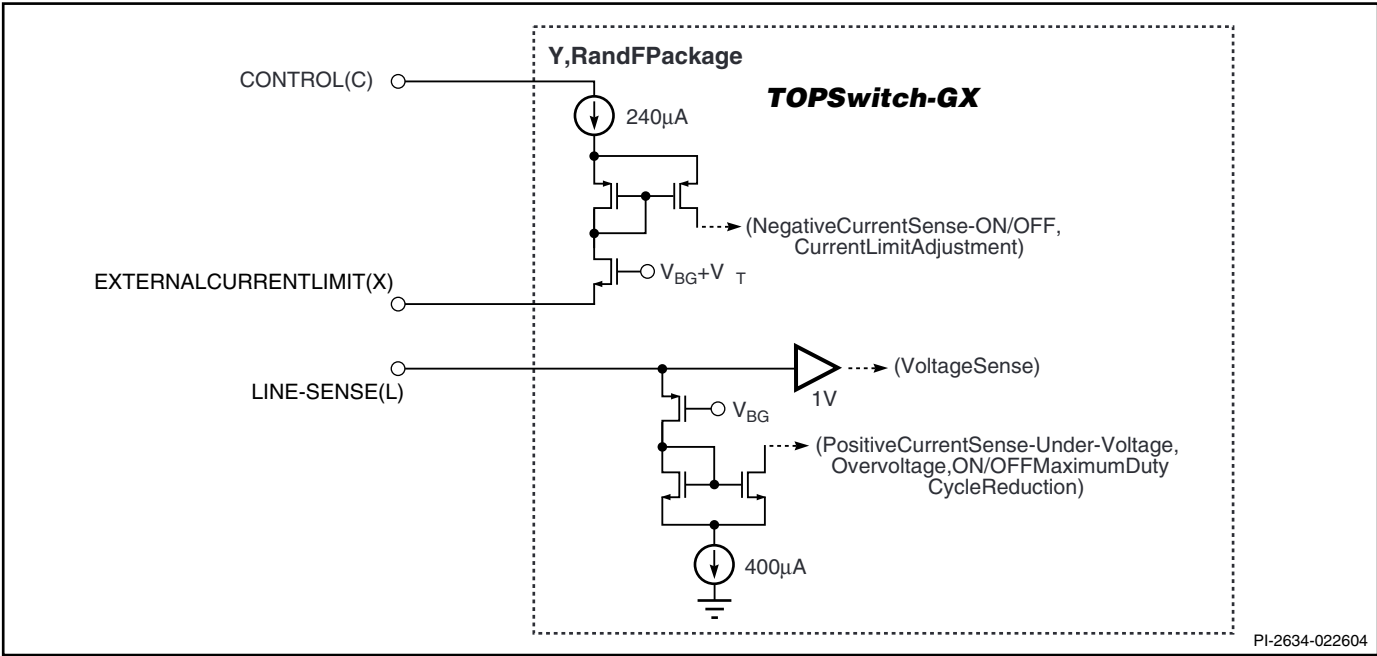 Y,RandFPackage
TOPSwitch-GX
CONTROL(C)
240μA
(NegativeCurrentSense-ON/OFF,
CurrentLimitAdjustment)
VBG+V T
EXTERNALCURRENTLIMIT(X)
LINE-SENSE(L)
(VoltageSense)
1V
VBG
(PositiveCurrentSense-Under-Voltage,
Overvoltage,ON/OFFMaximumDuty
CycleReduction)
400μA
PI-2634-022604